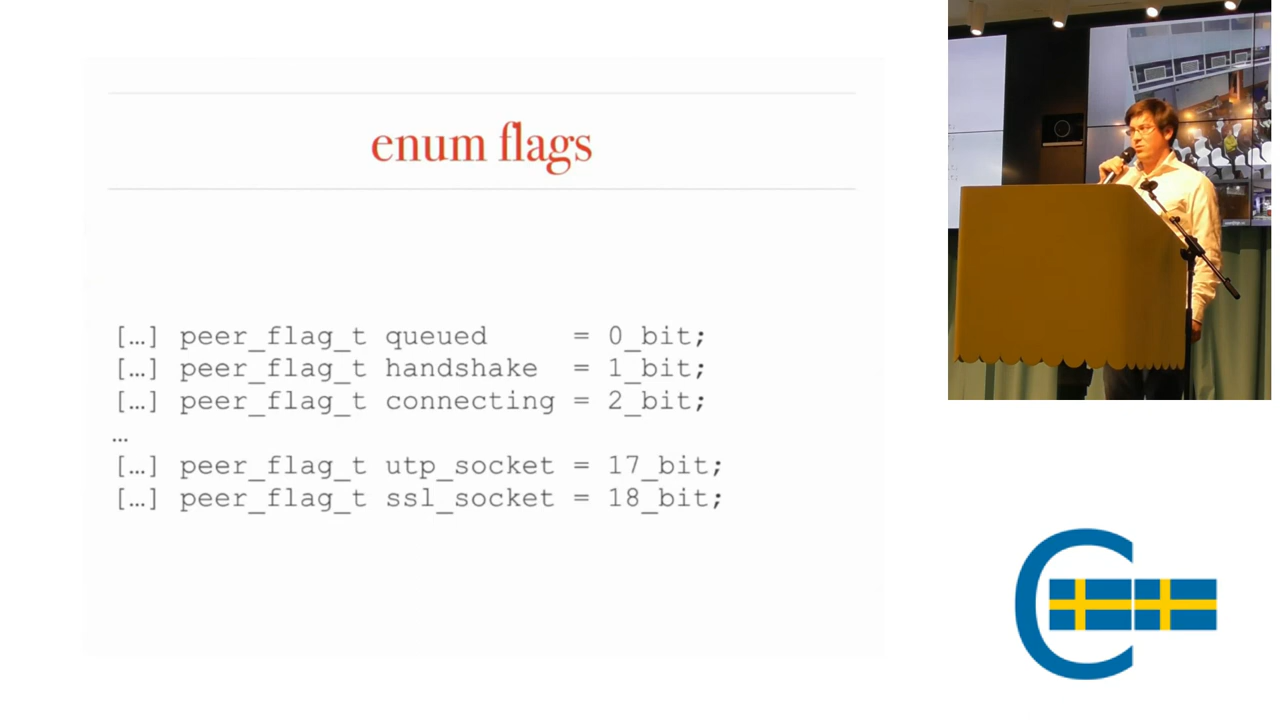 enum flags
[…] peer_flag_t queued     = 0_bit;
[…] peer_flag_t handshake  = 1_bit;
[…] peer_flag_t connecting = 2_bit;
…
[…] peer_flag_t utp_socket = 17_bit;
[…] peer_flag_t ssl_socket = 18_bit;
C